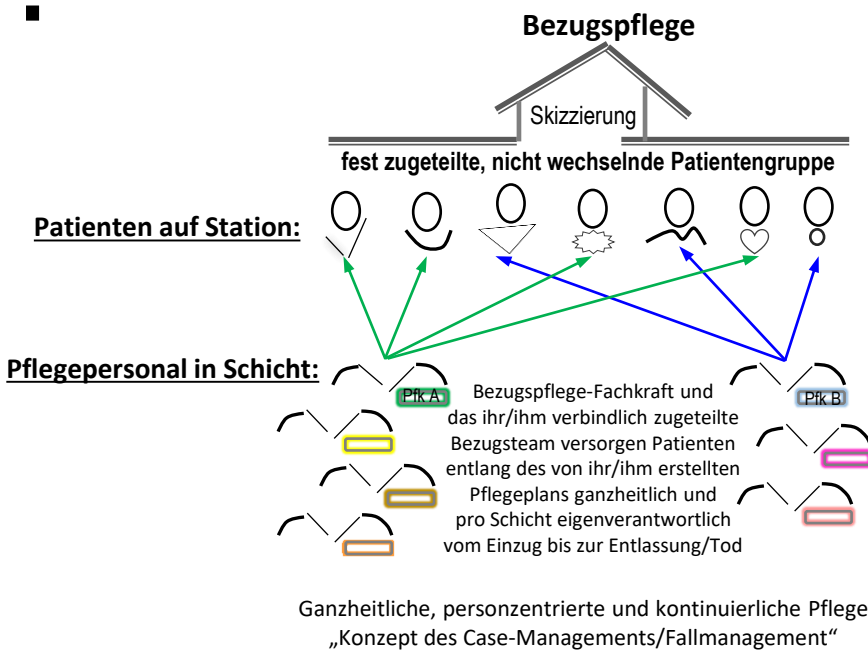 Bezugspflege
Skizzierung
fest zugeteilte, nicht wechselnde Patientengruppe
Patienten auf Station:
Pflegepersonal in Schicht:
Pfk A
Pfk B
Bezugspflege-Fachkraft und
das ihr/ihm verbindlich zugeteilte
Bezugsteam versorgen Patienten
entlang des von ihr/ihm erstellten
Pflegeplans ganzheitlich und
pro Schicht eigenverantwortlich
vom Einzug bis zur Entlassung/Tod
Ganzheitliche, personzentrierte und kontinuierliche Pflege
„Konzept des Case-Managements/Fallmanagement“